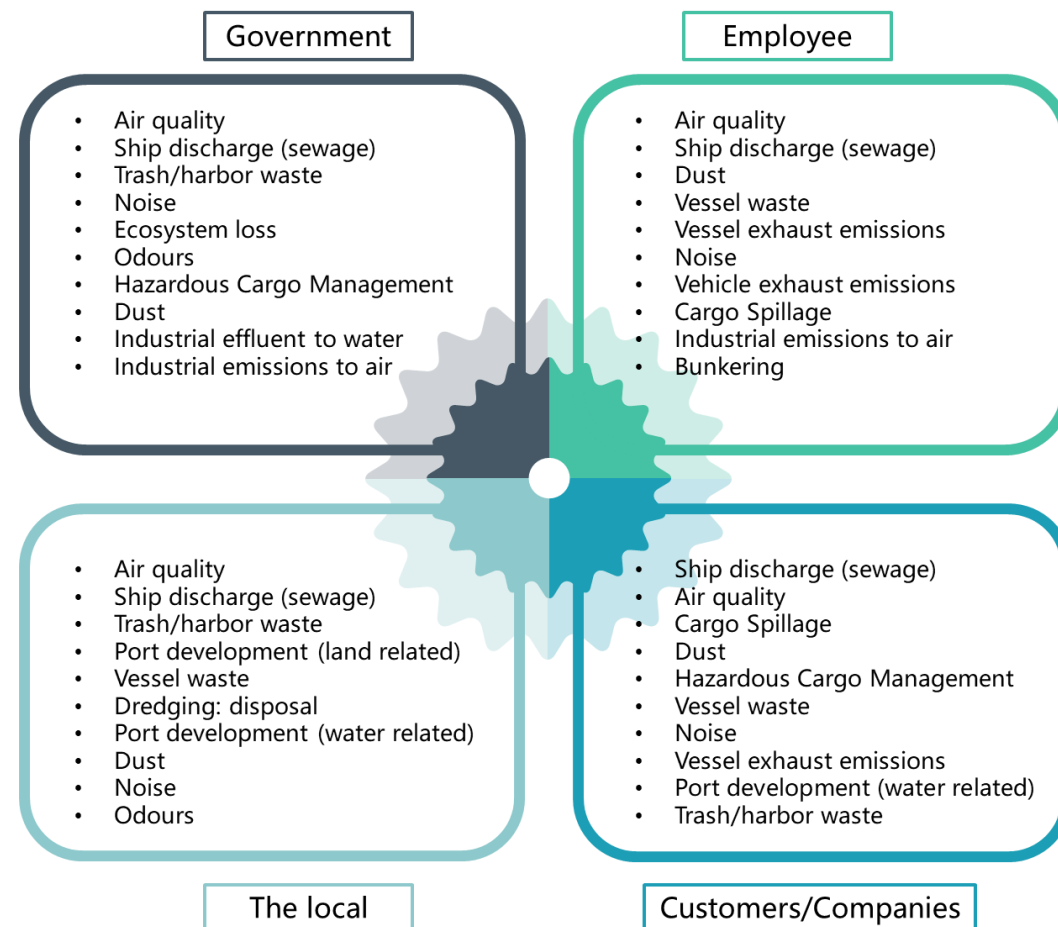 Government
• Air quality
• Ship discharge (sewage)
• Trash/harbor waste
• Noise
• Ecosystem loss
• Odours
• Hazardous Cargo Management
• Dust
• Industrial effluent to water
• Industrial emissions to air
Employee
• Air quality
• Ship discharge (sewage)
• Dust
• Vessel waste
• Vessel exhaust emissions
• Noise
• Vehicle exhaust emissions
• Cargo Spillage
• Industrial emissions to air
• Bunkering
• Air quality
• Ship discharge (sewage)
• Trash/harbor waste
• Port development (land related)
• Vessel waste
• Dredging: disposal
• Port development (water related)
• Dust
• Noise
• Odours
The local
• Ship discharge (sewage)
• Air quality
• Cargo Spillage
• Dust
• Hazardous Cargo Management
• Vessel waste
• Noise
• Vessel exhaust emissions
• Port development (water related)
• Trash/harbor waste
Customers/Companies